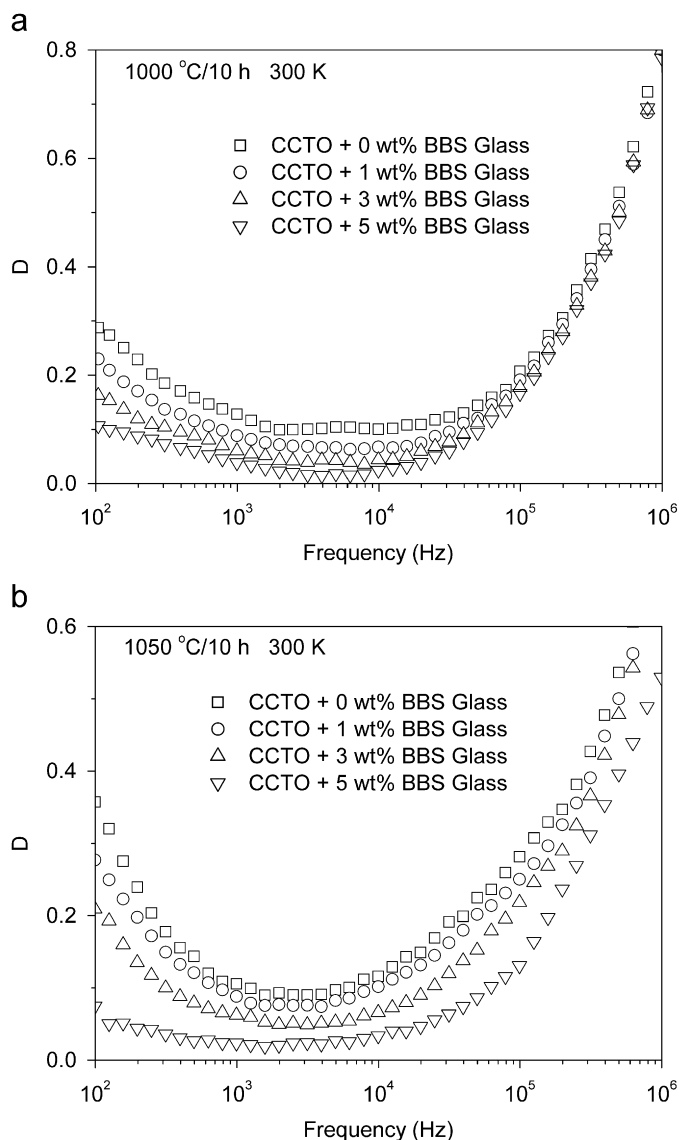 a
0.8
1000 °C/10 h 300 K
CCTO + 0 wt% BBS Glass
CCTO + 1 wt% BBS Glass
CCTO + 3 wt% BBS Glass
CCTO + 5 wt% BBS Glass
0.6
0.4
D
0.2
0.0
10² 10³ 10⁴ 10⁵ 10⁶
Frequency (Hz)
b
0.6
1050 °C/10 h 300 K
CCTO + 0 wt% BBS Glass
CCTO + 1 wt% BBS Glass
CCTO + 3 wt% BBS Glass
CCTO + 5 wt% BBS Glass
0.4
D
0.2
0.0
10² 10³ 10⁴ 10⁵ 10⁶
Frequency (Hz)